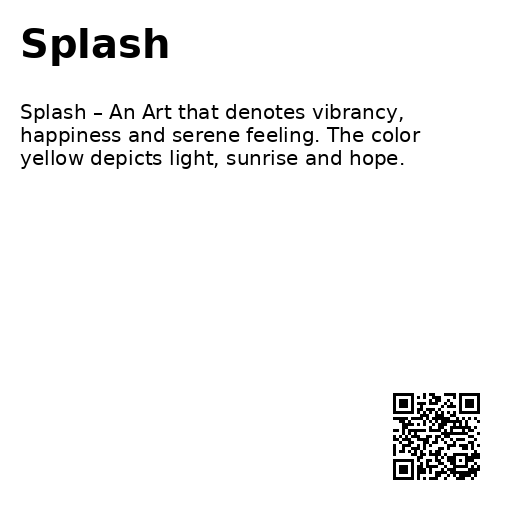 Splash
Splash – An Art that denotes vibrancy,
happiness and serene feeling. The color
yellow depicts light, sunrise and hope.